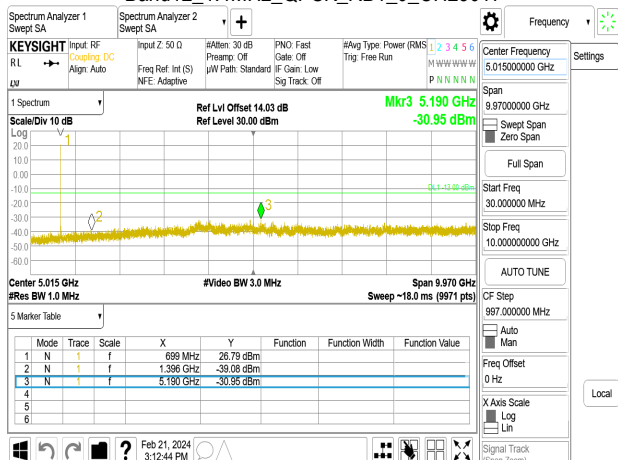 Spectrum Analyzer 1
Swept SA
Spectrum Analyzer 2
Swept SA
Frequency
Settings
KEYSIGHT
RL
Input: RF
Coupling: DC
Align: Auto
Input Z: 50 Ω
Freq Ref: Int (S)
NFE: Adaptive
#Atten: 30 dB
Preamp: Off
µW Path: Standard
PNO: Fast
Gate: Off
IF Gain: Low
Sig Track: Off
#Avg Type: Power (RMS
Trig: Free Run
1 2 3 4 5 6
M W W W W W
P N N N N N
1 Spectrum
Scale/Div 10 dB
Ref Lvl Offset 14.03 dB
Ref Level 30.00 dBm
Mkr3 5.190 GHz
-30.95 dBm
Log
20.0
10.0
0.00
-10.0
-20.0
-30.0
-40.0
-50.0
-60.0
1
2
3
DL1 -13.00 dBm
Center 5.015 GHz
#Res BW 1.0 MHz
#Video BW 3.0 MHz
Span 9.970 GHz
Sweep ~18.0 ms (9971 pts)
5 Marker Table
Mode Trace Scale X Y Function Function Width Function Value
1 N 1 f 699 MHz 26.79 dBm
2 N 1 f 1.396 GHz -39.08 dBm
3 N 1 f 5.190 GHz -30.95 dBm
4
5
6
Feb 21, 2024
3:12:44 PM
Center Frequency
5.015000000 GHz
Span
9.97000000 GHz
Swept Span
Zero Span
Full Span
Start Freq
30.000000 MHz
Stop Freq
10.000000000 GHz
AUTO TUNE
CF Step
997.000000 MHz
Auto
Man
Freq Offset
0 Hz
X Axis Scale
Log
Lin
Signal Track
(Span Zoom)
Local